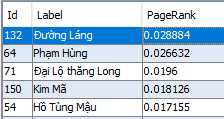 Id Label PageRank
132 Đường Láng 0.028884
64 Phạm Hùng 0.026632
71 Đại Lộ thăng Long 0.0196
150 Kim Mã 0.018126
54 Hồ Tùng Mậu 0.017155